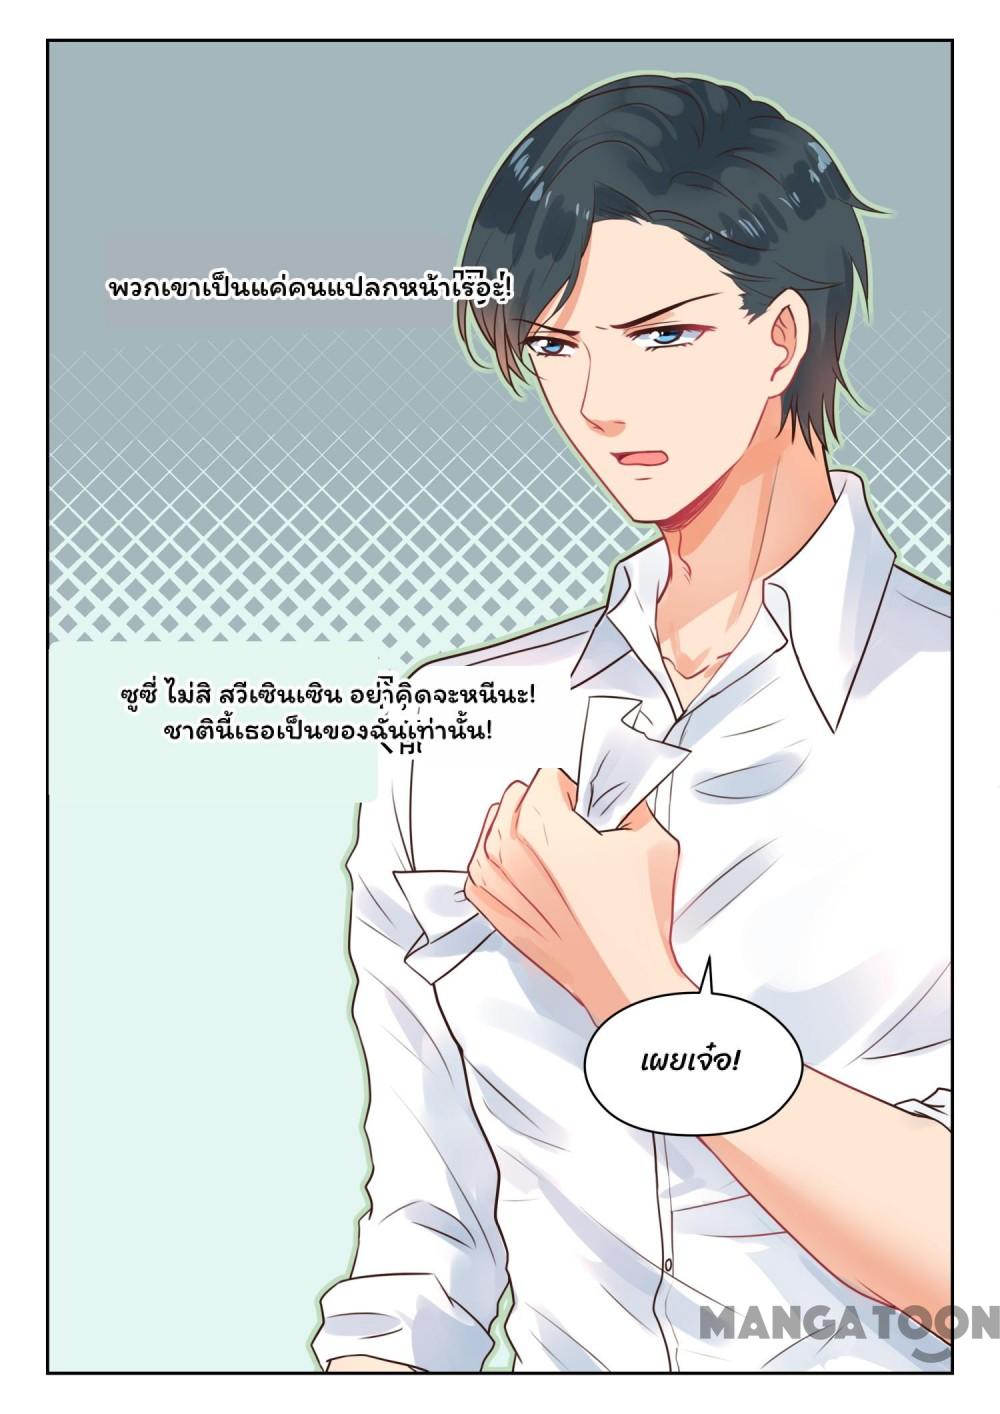 พวกเขาเป็นแค่คนแปลกหน้าเรอะ!
ซูซี่ ไม่สิ สวีเซินเซิน อย่าคิดจะหนีนะ!
ชาตินี้เธอเป็นของฉันเท่านั้น!
เผยเจ๋อ!
MANGATOON